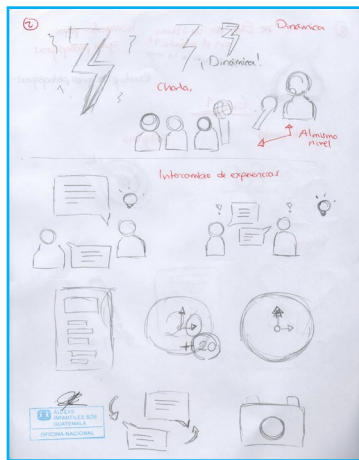 2
Dinámica
¡Dinámica!
Charla.
Al mismo
nivel
Intercambio de experiencias
+20
ALDEAS
INFANTILES SOS
GUATEMALA
OFICINA NACIONAL